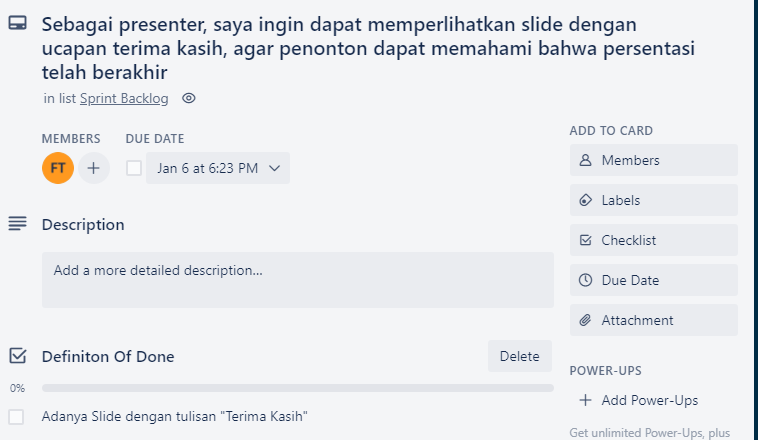 Sebagai presenter, saya ingin dapat memperlihatkan slide dengan
ucapan terima kasih, agar penonton dapat memahami bahwa persentasi
telah berakhir
in list Sprint Backlog
MEMBERS
DUE DATE
FT
Jan 6 at 6:23 PM
Description
Add a more detailed description...
Definiton Of Done
Delete
0%
Adanya Slide dengan tulisan "Terima Kasih"
ADD TO CARD
Members
Labels
Checklist
Due Date
Attachment
POWER-UPS
Add Power-Ups
Get unlimited Power-Ups, plus